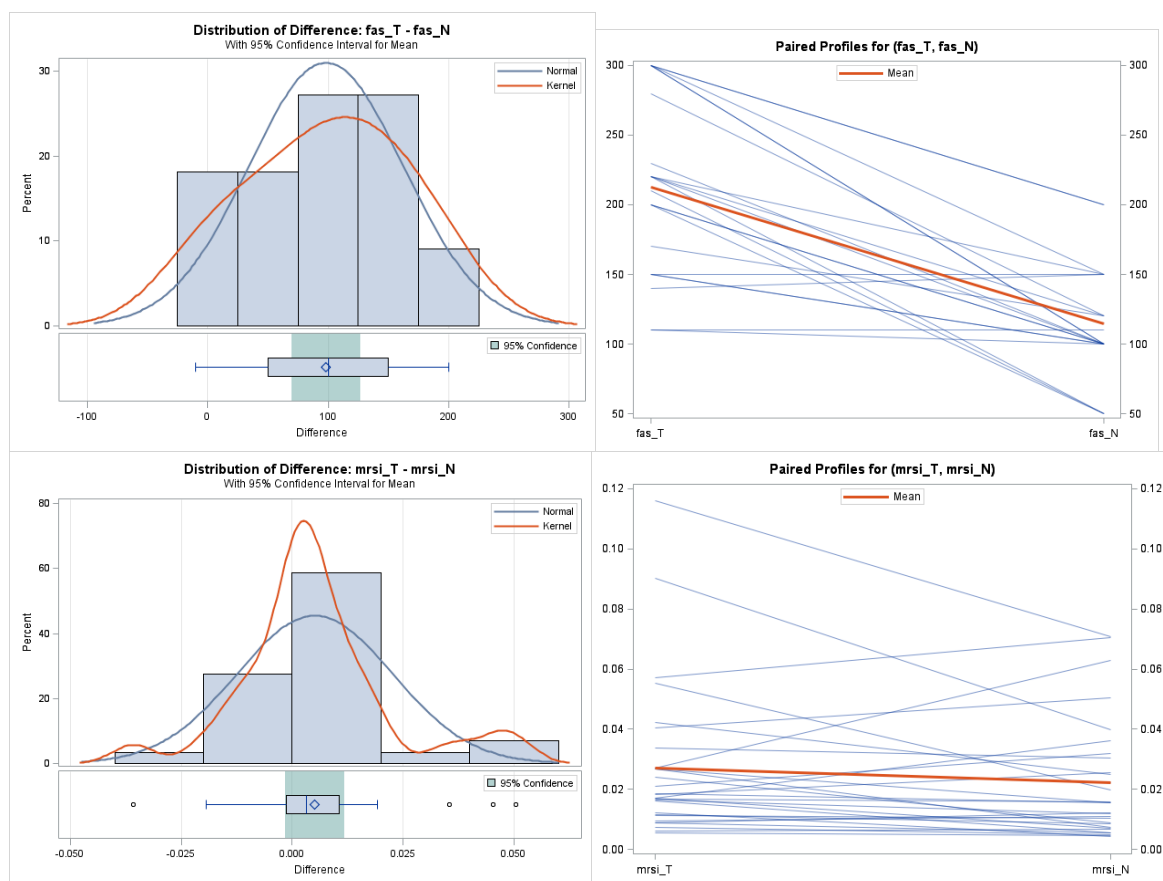 Distribution of Difference: fas_T - fas_N
With 95% Confidence Interval for Mean
Normal
Kernel
30
20
10
0
Percent
95% Confidence
-100
0
100
200
300
Difference
Paired Profiles for (fas_T, fas_N)
Mean
300
300
250
250
200
200
150
150
100
100
50
50
fas_T
fas_N
Distribution of Difference: mrsi_T - mrsi_N
With 95% Confidence Interval for Mean
Normal
Kernel
80
60
40
20
0
Percent
95% Confidence
-0.050
-0.025
0.000
0.025
0.050
Difference
Paired Profiles for (mrsi_T, mrsi_N)
Mean
0.12
0.12
0.10
0.10
0.08
0.08
0.06
0.06
0.04
0.04
0.02
0.02
0.00
0.00
mrsi_T
mrsi_N